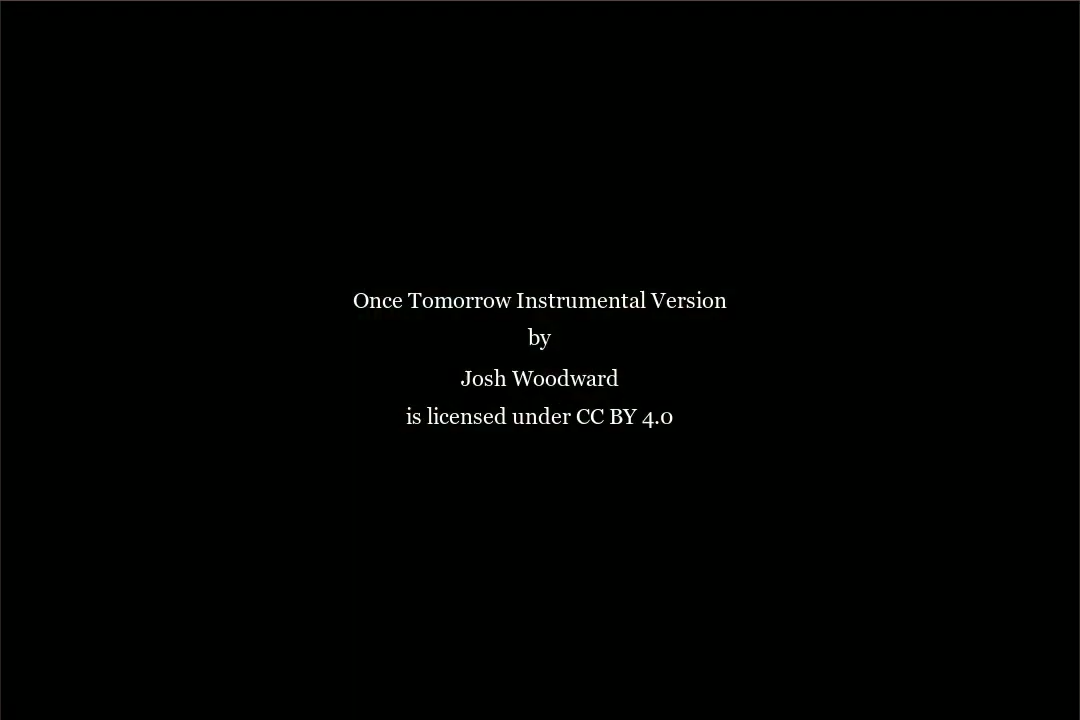 Once Tomorrow Instrumental Version
by
Josh Woodward
is licensed under CC BY 4.0